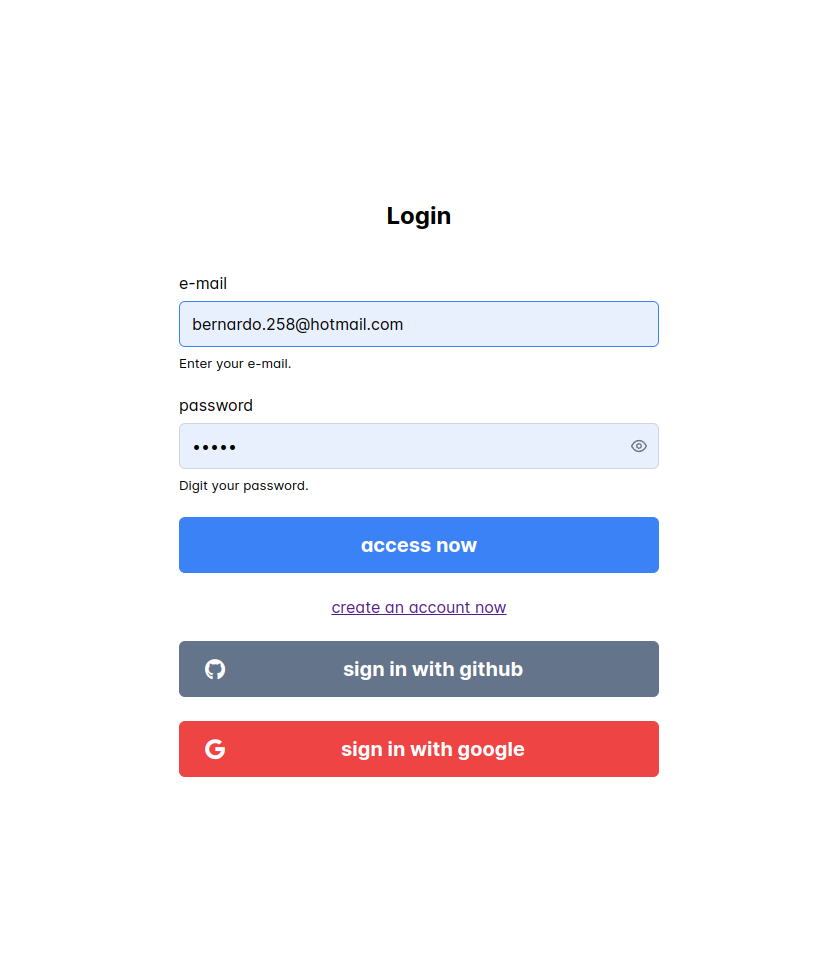 Login
e-mail
bernardo.258@hotmail.com
Enter your e-mail.
password
•••••
Digit your password.
access now
create an account now
sign in with github
sign in with google